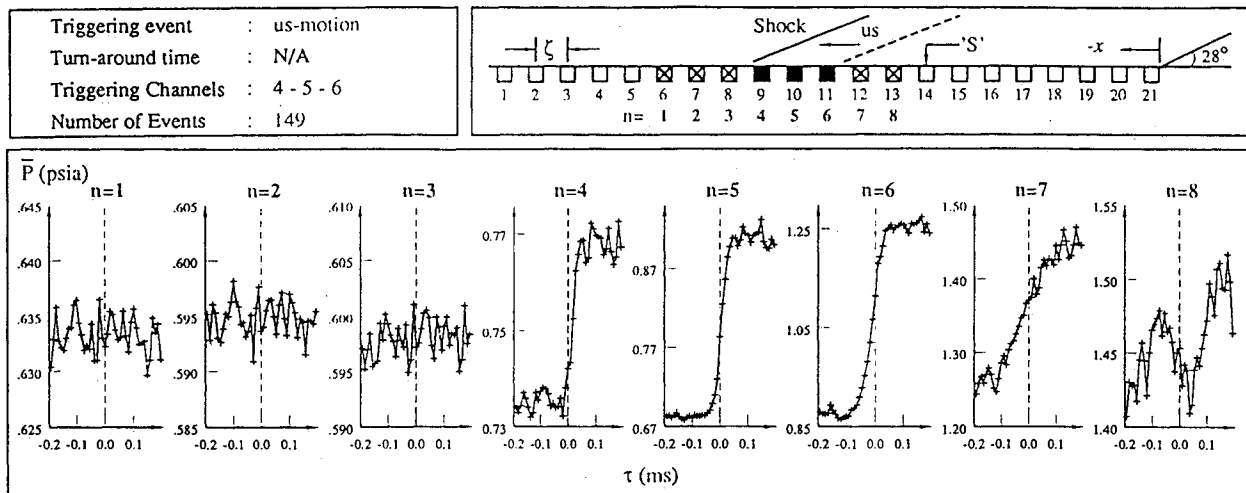 Triggering event : us-motion
Turn-around time : N/A
Triggering Channels : 4 - 5 - 6
Number of Events : 149
Shock us 'S' -x 28°
ζ
1 2 3 4 5 6 7 8 9 10 11 12 13 14 15 16 17 18 19 20 21
n= 1 2 3 4 5 6 7 8
P̅ (psia)
n=1 n=2 n=3 n=4 n=5 n=6 n=7 n=8
.645 .640 .635 .630 .625
.605 .600 .595 .590 .585
.610 .605 .600 .595 .590
0.77 0.75 0.73
0.87 0.77 0.67
1.25 1.05 0.85
1.50 1.40 1.30 1.20
1.55 1.50 1.45 1.40
-0.2 -0.1 0.0 0.1 -0.2 -0.1 0.0 0.1 -0.2 -0.1 0.0 0.1 -0.2 -0.1 0.0 0.1 -0.2 -0.1 0.0 0.1 -0.2 -0.1 0.0 0.1 -0.2 -0.1 0.0 0.1 -0.2 -0.1 0.0 0.1
τ (ms)